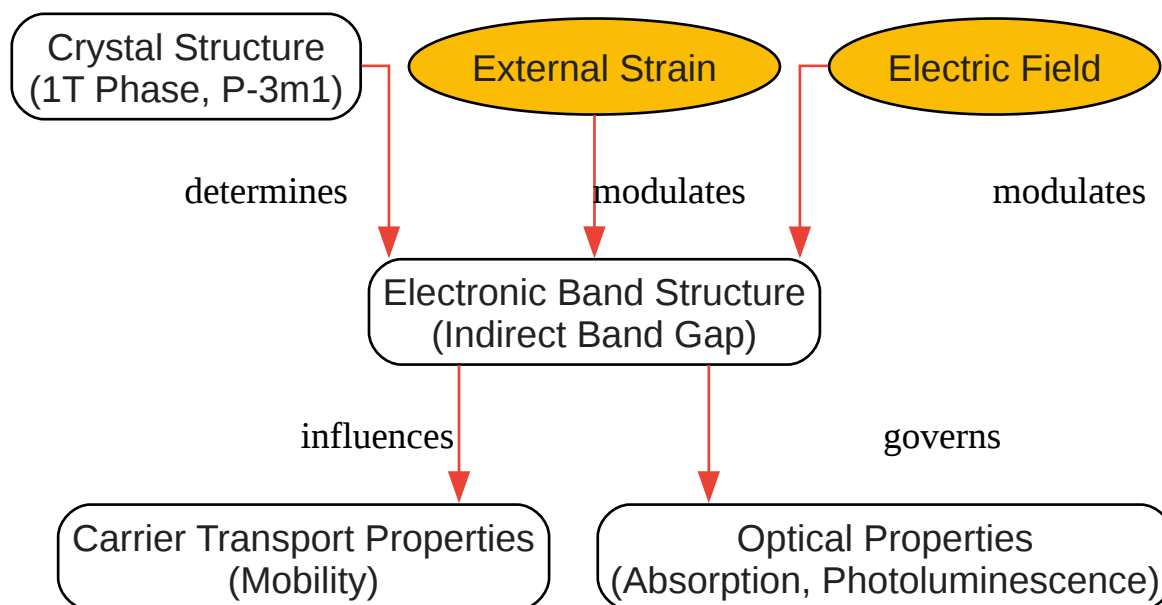 Crystal Structure
(1T Phase, P-3m1)
External Strain
Electric Field
determines
modulates
modulates
Electronic Band Structure
(Indirect Band Gap)
influences
governs
Carrier Transport Properties
(Mobility)
Optical Properties
(Absorption, Photoluminescence)